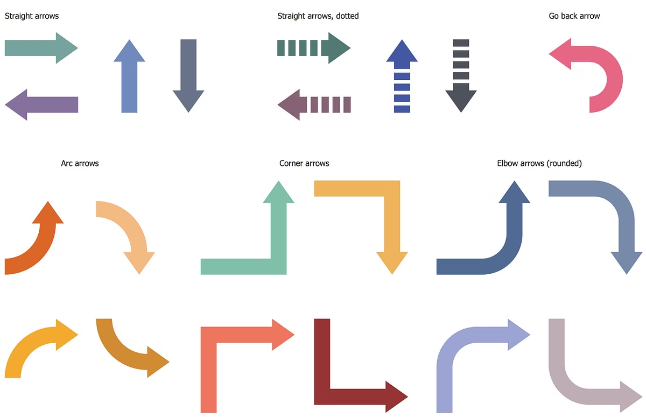 Straight arrows
Straight arrows, dotted
Go back arrow
Arc arrows
Corner arrows
Elbow arrows (rounded)